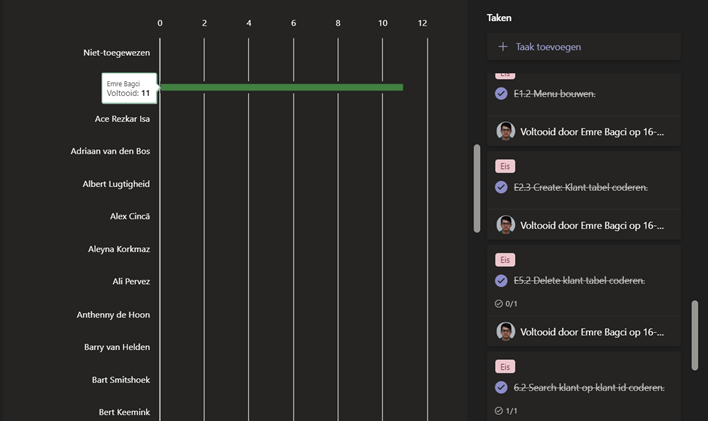 0 2 4 6 8 10 12
Niet-toegewezen
Emre Bagci
Voltooid: 11
Ace Rezkar Isa
Adriaan van den Bos
Albert Lugtigheid
Alex Cincă
Aleyna Korkmaz
Ali Pervez
Anthenny de Hoon
Barry van Helden
Bart Smitshoek
Bert Keemink
Taken
Taak toevoegen
Eis
E1.2 Menu bouwen.
Voltooid door Emre Bagci op 16-...
Eis
E2.3 Create: Klant tabel coderen.
Voltooid door Emre Bagci op 16-...
Eis
E5.2 Delete klant tabel coderen.
0/1
Voltooid door Emre Bagci op 16-...
Eis
6.2 Search klant op klant id coderen.
1/1